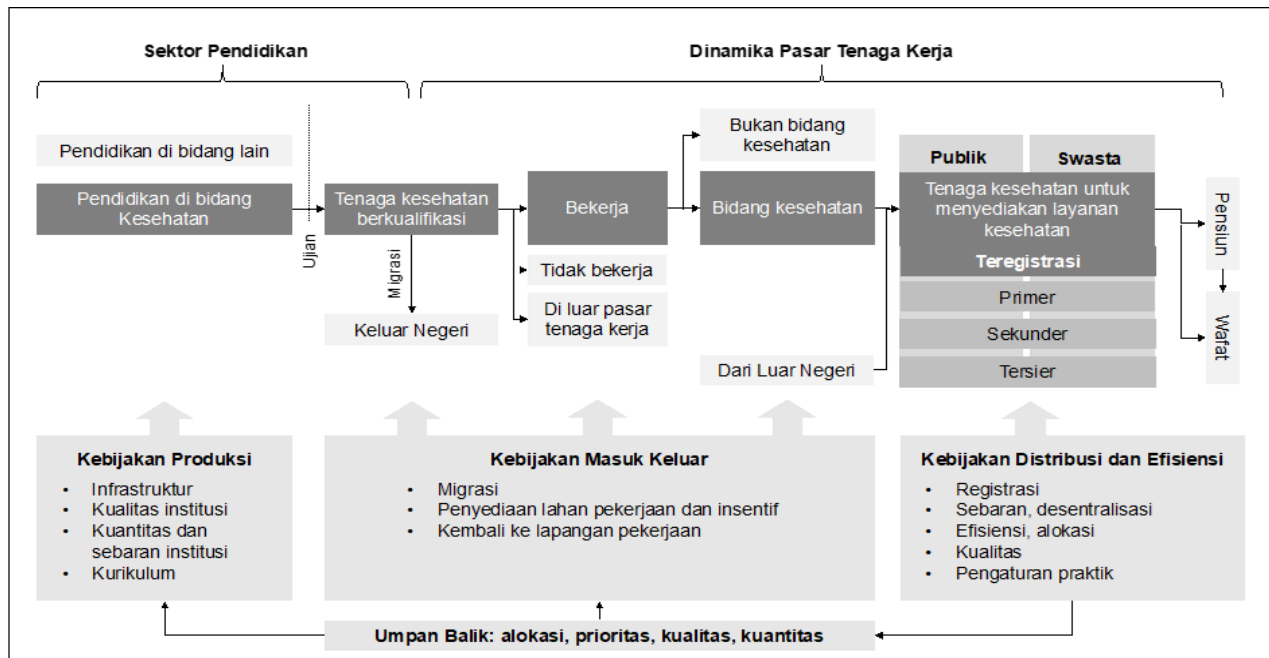 Sektor Pendidikan
Dinamika Pasar Tenaga Kerja
Pendidikan di bidang lain
Pendidikan di bidang
Kesehatan
Ujian
Tenaga kesehatan
berkualifikasi
Migrasi
Keluar Negeri
Bekerja
Tidak bekerja
Di luar pasar
tenaga kerja
Bukan bidang
kesehatan
Bidang kesehatan
Dari Luar Negeri
Publik
Swasta
Tenaga kesehatan untuk
menyediakan layanan
kesehatan
Teregistrasi
Primer
Sekunder
Tersier
Pensiun
Wafat
Kebijakan Produksi
• Infrastruktur
• Kualitas institusi
• Kuantitas dan
sebaran institusi
• Kurikulum
Kebijakan Masuk Keluar
• Migrasi
• Penyediaan lahan pekerjaan dan insentif
• Kembali ke lapangan pekerjaan
Kebijakan Distribusi dan Efisiensi
• Registrasi
• Sebaran, desentralisasi
• Efisiensi, alokasi
• Kualitas
• Pengaturan praktik
Umpan Balik: alokasi, prioritas, kualitas, kuantitas